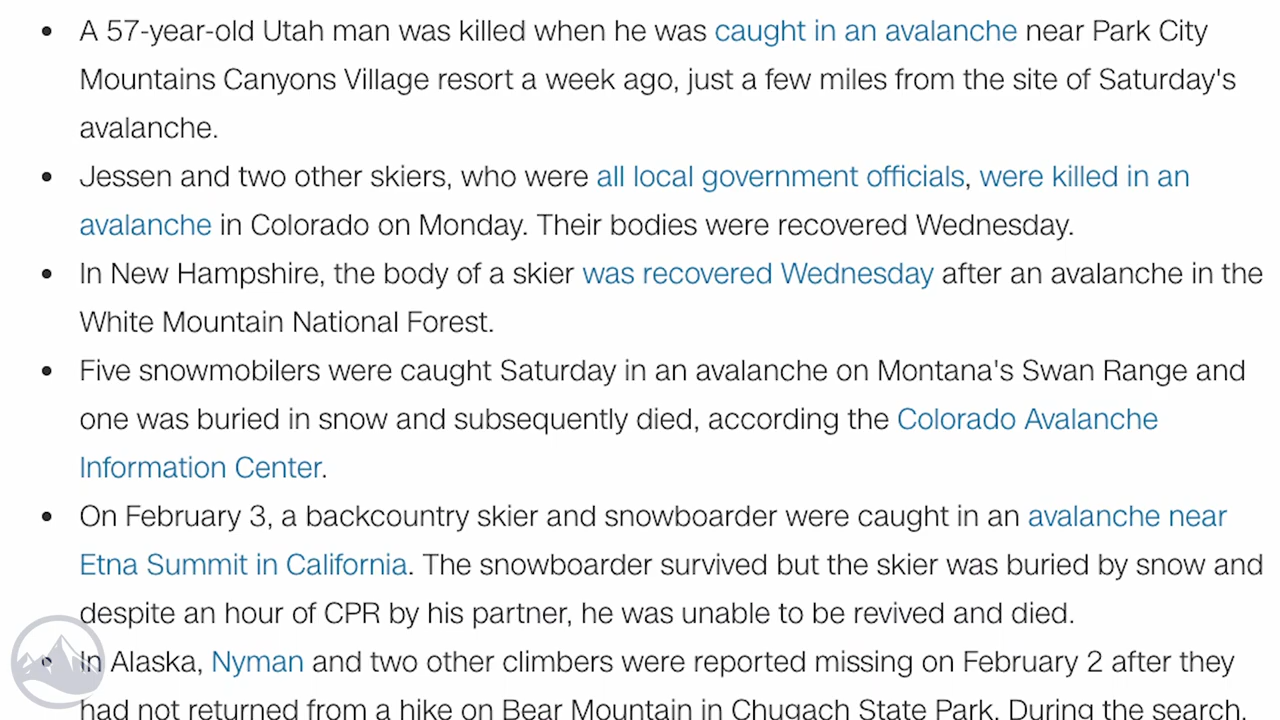 • A 57-year-old Utah man was killed when he was caught in an avalanche near Park City
Mountains Canyons Village resort a week ago, just a few miles from the site of Saturday's
avalanche.
• Jessen and two other skiers, who were all local government officials, were killed in an
avalanche in Colorado on Monday. Their bodies were recovered Wednesday.
• In New Hampshire, the body of a skier was recovered Wednesday after an avalanche in the
White Mountain National Forest.
• Five snowmobilers were caught Saturday in an avalanche on Montana's Swan Range and
one was buried in snow and subsequently died, according the Colorado Avalanche
Information Center.
• On February 3, a backcountry skier and snowboarder were caught in an avalanche near
Etna Summit in California. The snowboarder survived but the skier was buried by snow and
despite an hour of CPR by his partner, he was unable to be revived and died.
• In Alaska, Nyman and two other climbers were reported missing on February 2 after they
had not returned from a hike on Bear Mountain in Chugach State Park. During the search,